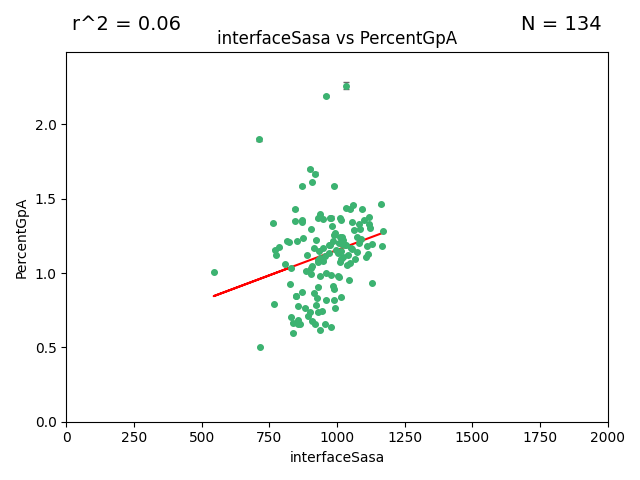 r^2 = 0.06
N = 134
interfaceSasa vs PercentGpA
PercentGpA
2.0
1.5
1.0
0.5
0.0
0 250 500 750 1000 1250 1500 1750 2000
interfaceSasa